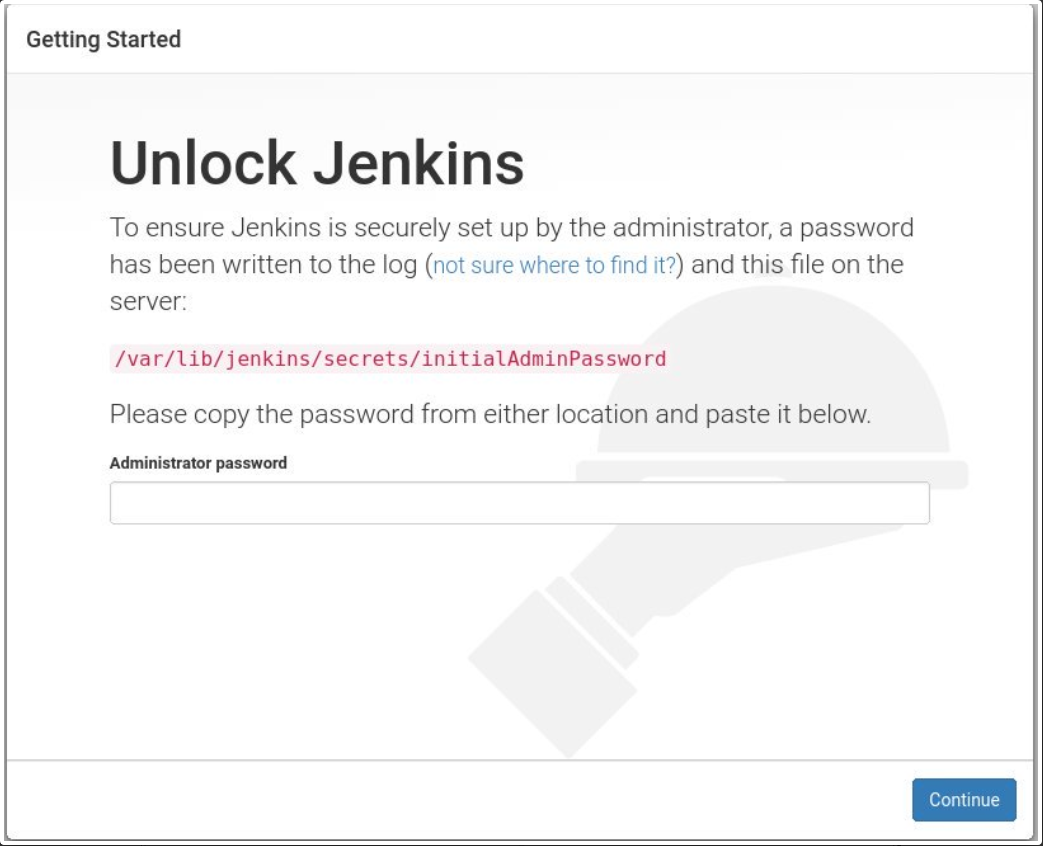 Getting Started
Unlock Jenkins
To ensure Jenkins is securely set up by the administrator, a password
has been written to the log (not sure where to find it?) and this file on the
server:
/var/lib/jenkins/secrets/initialAdminPassword
Please copy the password from either location and paste it below.
Administrator password
Continue